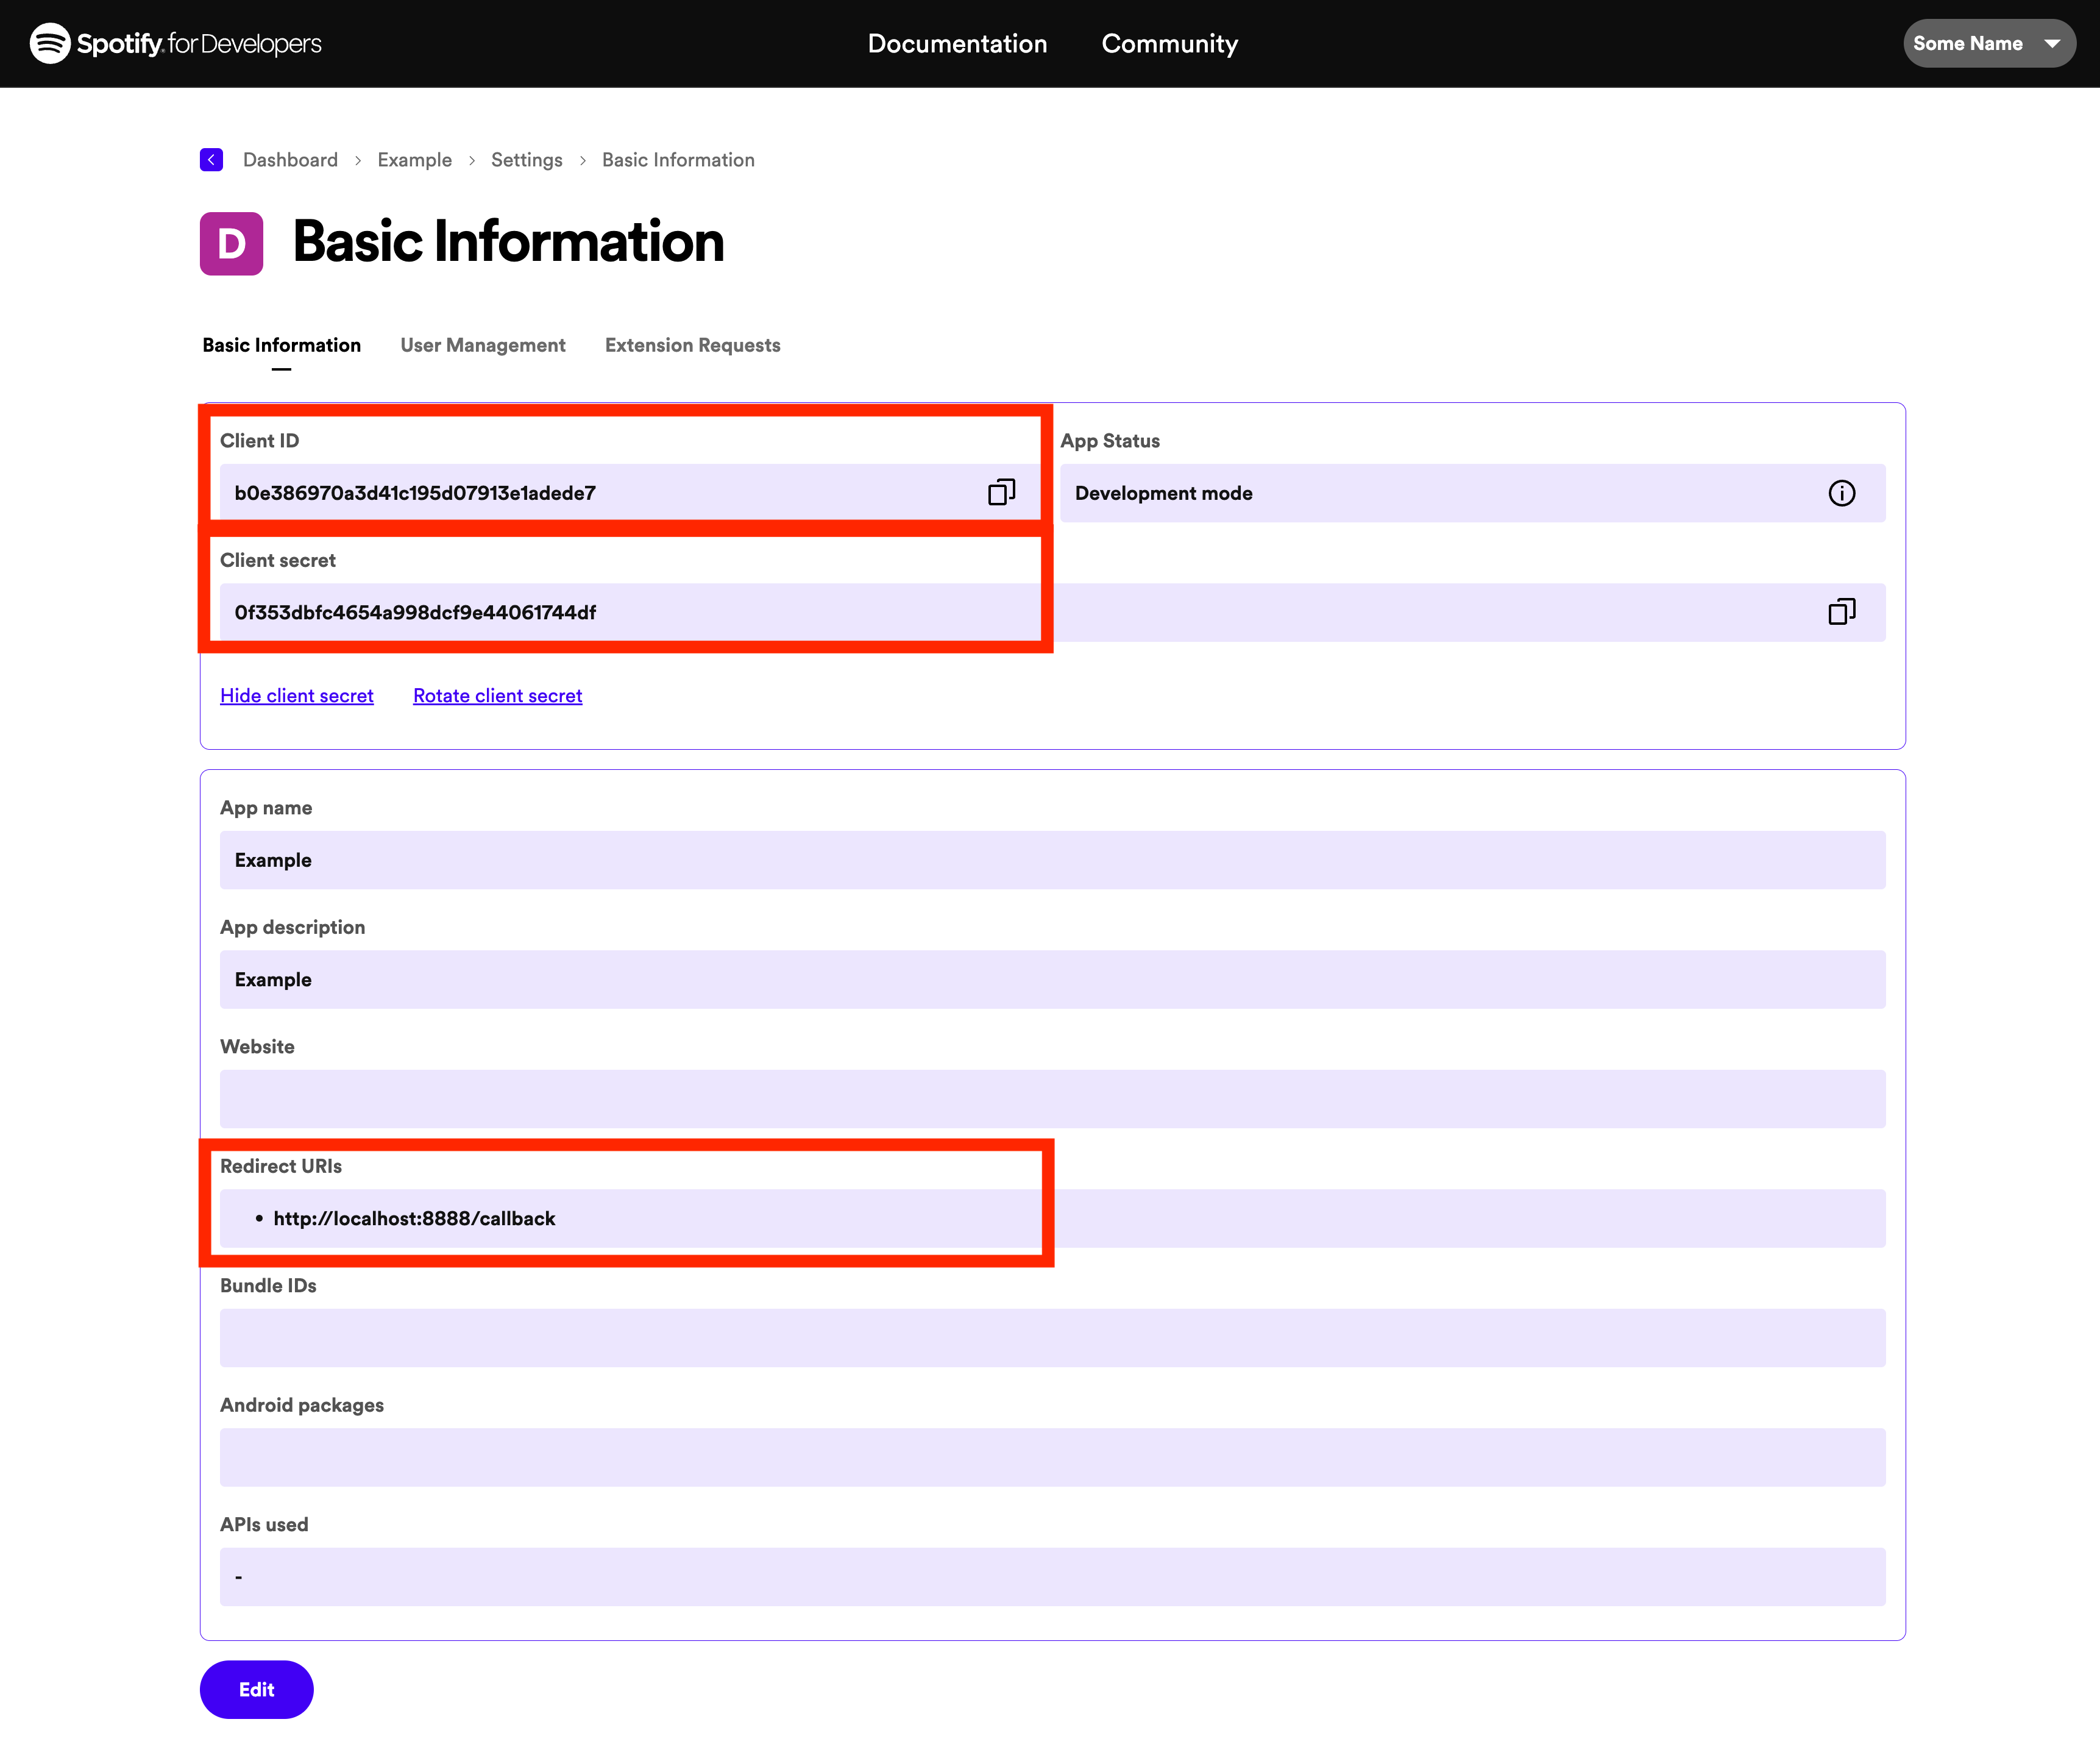 Spotify for Developers
Documentation
Community
Some Name
Dashboard > Example > Settings > Basic Information
D
Basic Information
Basic Information
User Management
Extension Requests
Client ID
b0e386970a3d41c195d07913e1adede7
App Status
Development mode
Client secret
0f353dbfc4654a998dcf9e44061744df
Hide client secret
Rotate client secret
App name
Example
App description
Example
Website
Redirect URIs
• http://localhost:8888/callback
Bundle IDs
Android packages
APIs used
-
Edit